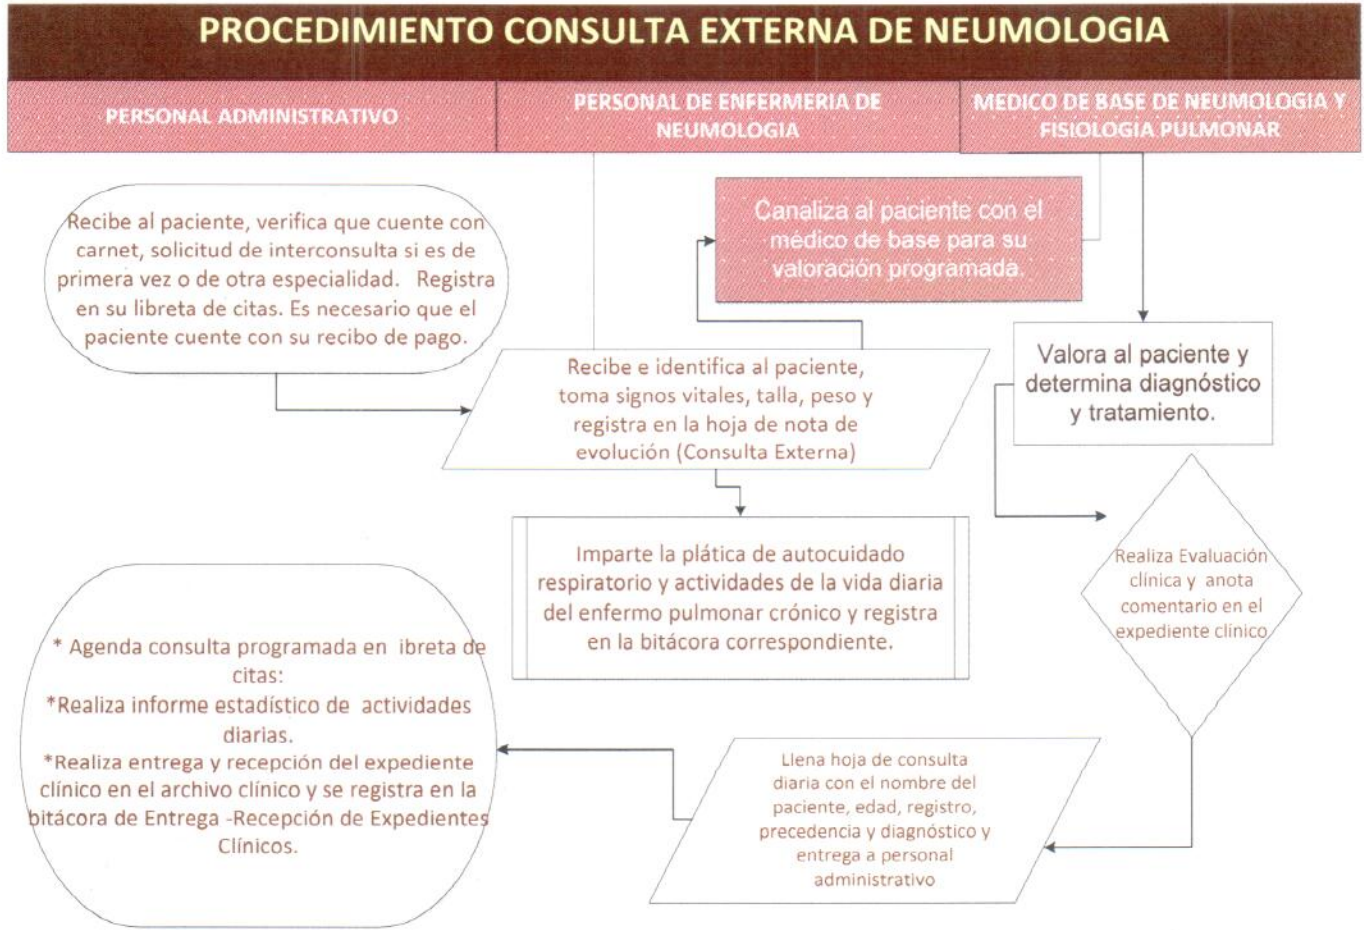 PROCEDIMIENTO CONSULTA EXTERNA DE NEUMOLOGIA
PERSONAL ADMINISTRATIVO
PERSONAL DE ENFERMERIA DE
NEUMOLOGIA
MEDICO DE BASE DE NEUMOLOGIA Y
FISIOLOGIA PULMONAR
Recibe al paciente, verifica que cuente con
carnet, solicitud de interconsulta si es de
primera vez o de otra especialidad. Registra
en su libreta de citas. Es necesario que el
paciente cuente con su recibo de pago.
Canaliza al paciente con el
médico de base para su
valoración programada.
Recibe e identifica al paciente,
toma signos vitales, talla, peso y
registra en la hoja de nota de
evolución (Consulta Externa)
Valora al paciente y
determina diagnóstico
y tratamiento.
Imparte la plática de autocuidado
respiratorio y actividades de la vida diaria
del enfermo pulmonar crónico y registra
en la bitácora correspondiente.
Realiza Evaluación
clínica y anota
comentario en el
expediente clínico
* Agenda consulta programada en ibreta de
citas:
*Realiza informe estadístico de actividades
diarias.
*Realiza entrega y recepción del expediente
clínico en el archivo clínico y se registra en la
bitácora de Entrega -Recepción de Expedientes
Clínicos.
Llena hoja de consulta
diaria con el nombre del
paciente, edad, registro,
precedencia y diagnóstico y
entrega a personal
administrativo